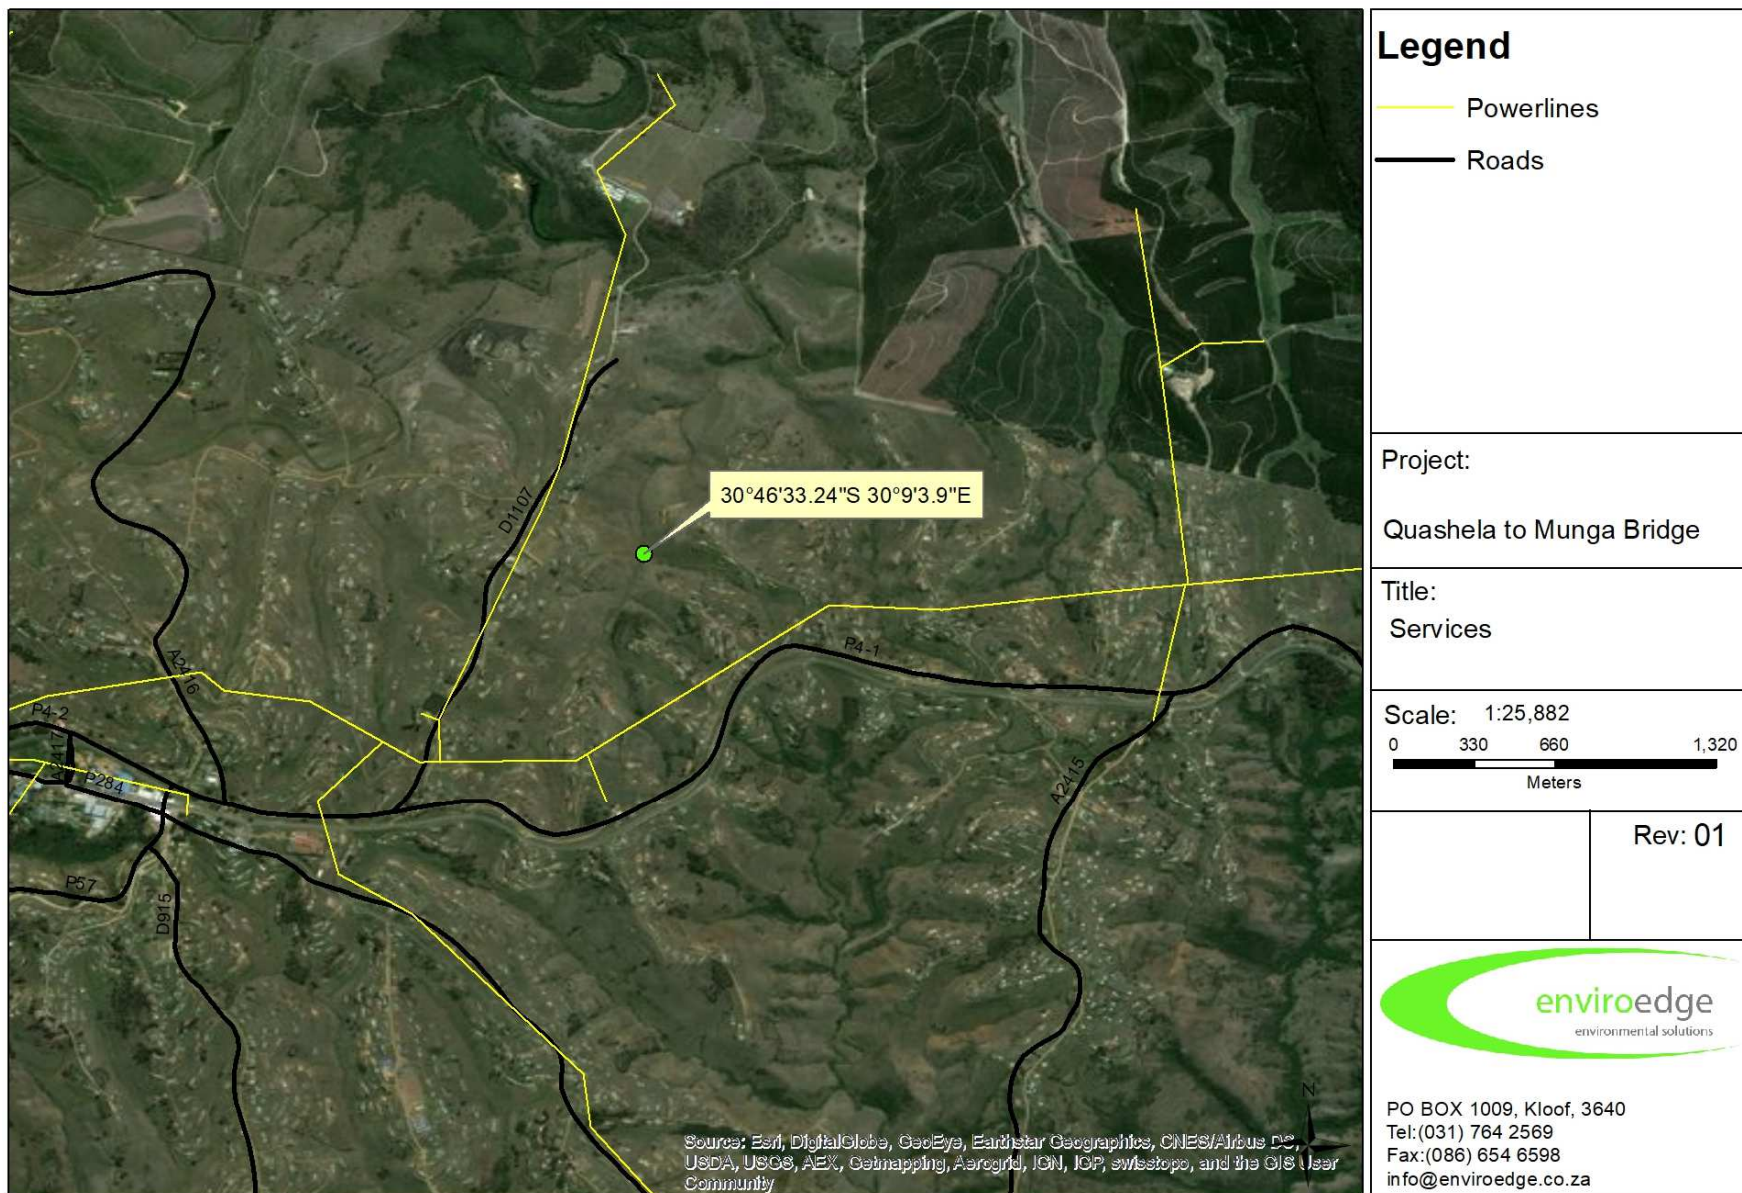 Legend
Powerlines
Roads
30°46'33.24"S 30°9'3.9"E
D1107
P4-1
A2416
P4-2
A2417
P284
A2415
P57
D915
Project:
Quashela to Munga Bridge
Title:
Services
Scale: 1:25,882
0 330 660 1,320
Meters
Rev: 01
enviroedge
environmental solutions
PO BOX 1009, Kloof, 3640
Tel:(031) 764 2569
Fax:(086) 654 6598
info@enviroedge.co.za
N
Source: Esri, DigitalGlobe, GeoEye, Earthstar Geographics, CNES/Airbus DS,
USDA, USGS, AEX, Getmapping, Aerogrid, IGN, IGP, swisstopo, and the GIS User
Community